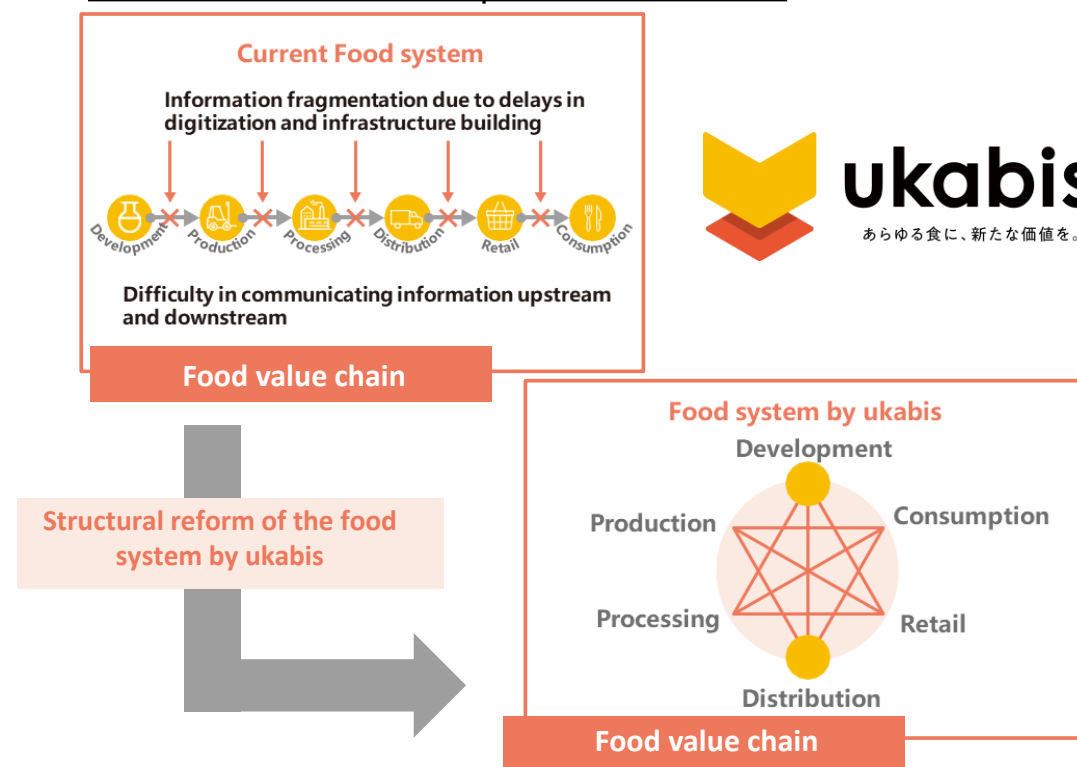 Current Food system
Information fragmentation due to delays in
digitization and infrastructure building
Development
Production
Processing
Distribution
Retail
Consumption
Difficulty in communicating information upstream
and downstream
Food value chain
ukabis
あらゆる食に、新たな価値を。
Structural reform of the food
system by ukabis
Food system by ukabis
Development
Production
Consumption
Processing
Retail
Distribution
Food value chain